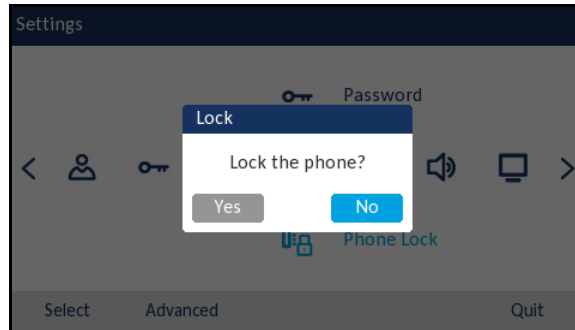 Settings
Password
Lock
Lock the phone?
Yes No
Phone Lock
Select Advanced Quit